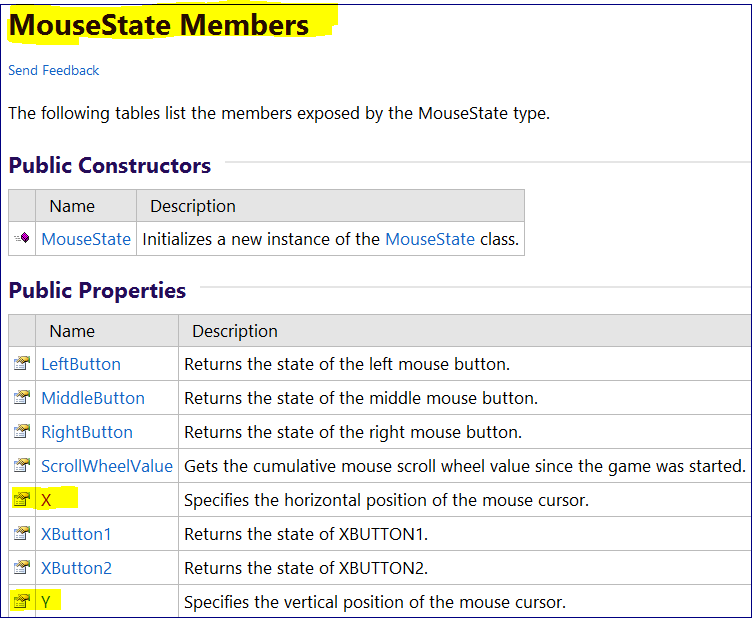 MouseState Members
Send Feedback
The following tables list the members exposed by the MouseState type.
Public Constructors
Name Description
MouseState Initializes a new instance of the MouseState class.
Public Properties
Name Description
LeftButton Returns the state of the left mouse button.
MiddleButton Returns the state of the middle mouse button.
RightButton Returns the state of the right mouse button.
ScrollWheelValue Gets the cumulative mouse scroll wheel value since the game was started.
X Specifies the horizontal position of the mouse cursor.
XButton1 Returns the state of XBUTTON1.
XButton2 Returns the state of XBUTTON2.
Y Specifies the vertical position of the mouse cursor.